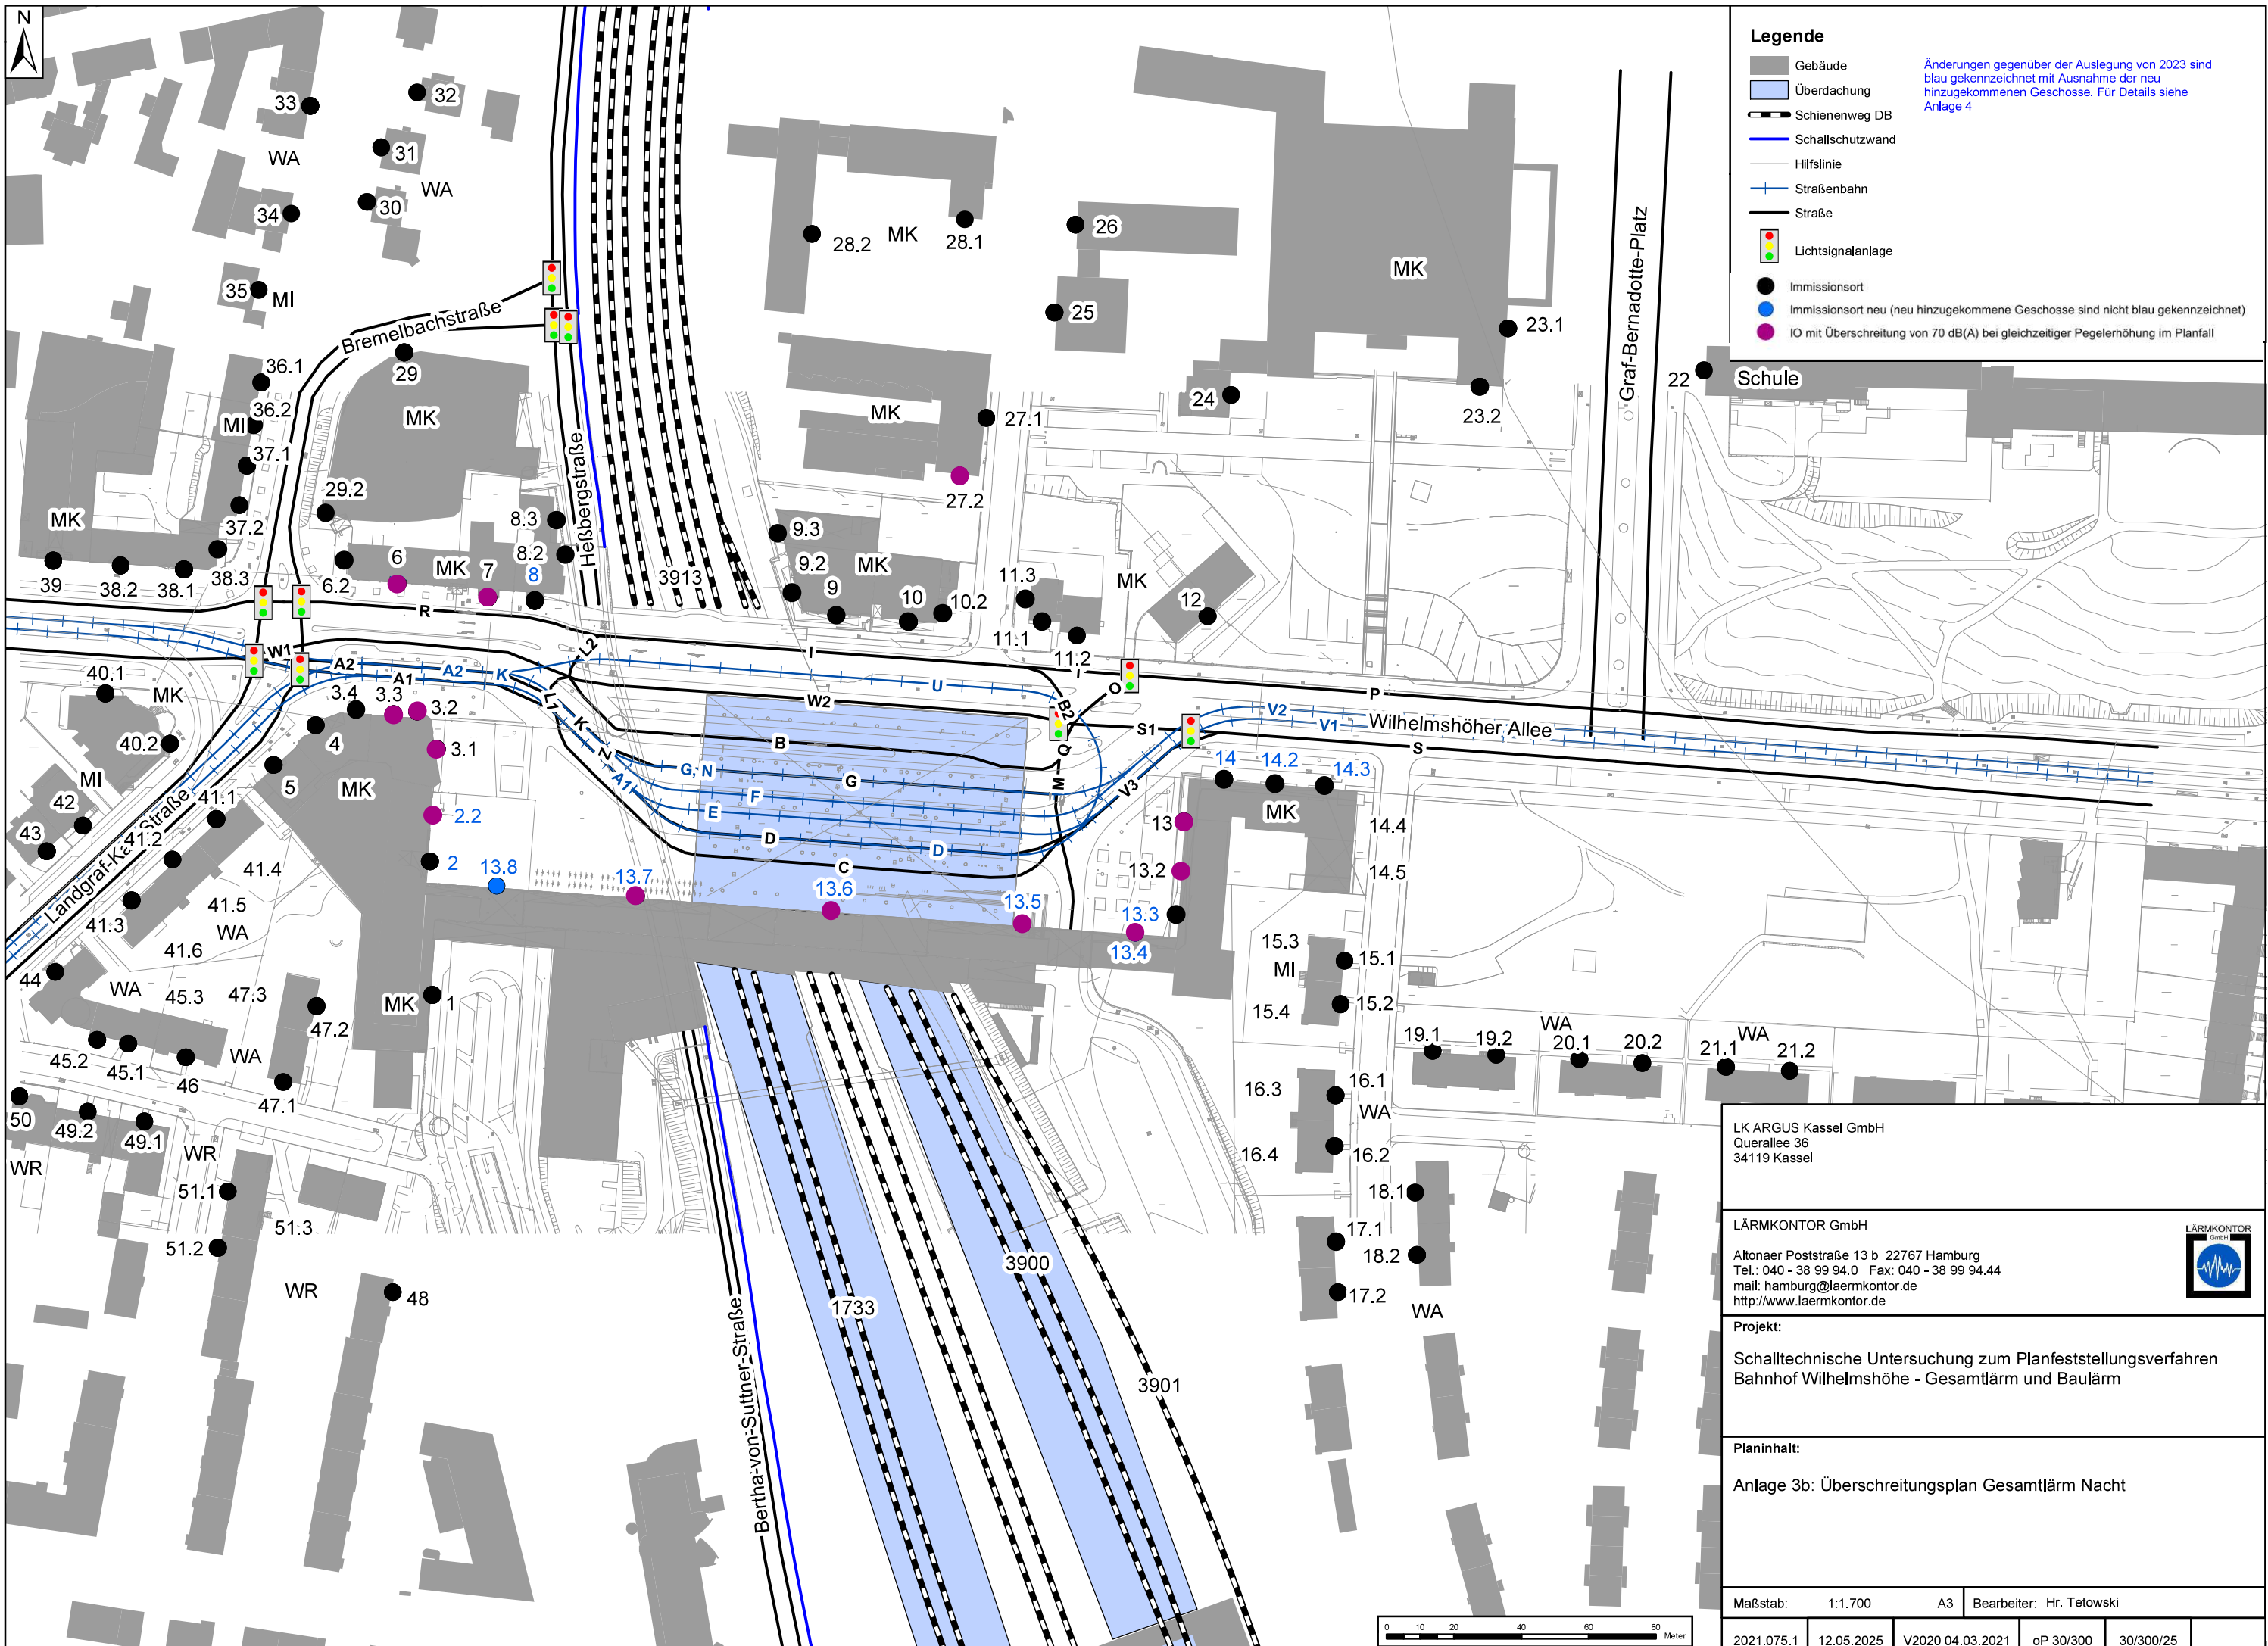 N
Legende
Gebäude
Überdachung
Schienenweg DB
Schallschutzwand
Hilfslinie
Straßenbahn
Straße
Lichtsignalanlage
Immissionsort
Immissionsort neu (neu hinzugekommene Geschosse sind nicht blau gekennzeichnet)
IO mit Überschreitung von 70 dB(A) bei gleichzeitiger Pegelerhöhung im Planfall
Änderungen gegenüber der Auslegung von 2023 sind
blau gekennzeichnet mit Ausnahme der neu
hinzugekommenen Geschosse. Für Details siehe
Anlage 4
33
32
WA
31
WA
30
34
35
MI
Bremelbachstraße
29
36.1
36.2
MI
37.1
37.2
MK
29.2
MK
39
38.2
38.1
38.3
6.2
6
MK
7
8
8.2
8.3
Heßbergstraße
3913
28.2
MK
28.1
26
25
MK
23.1
23.2
24
Graf-Bernadotte-Platz
22
Schule
MK
27.1
27.2
9.3
9.2
9
MK
10
10.2
11.3
11.1
11.2
MK
12
R
W1
A2
A2
K
A1
L2
L7
K
Z
A1
I
I
U
W2
B
B2
O
Q
M
S1
P
V2
V1
Wilhelmshöher Allee
S
V3
G; N
G
F
E
D
D
C
40.1
MK
40.2
MI
42
43
3.4
3.3
3.2
3.1
4
5
MK
2.2
2
13.8
13.7
13.6
13.5
13.4
13.3
13.2
13
14
14.2
14.3
MK
14.4
14.5
41.1
41.2
41.3
41.4
41.5
WA
41.6
44
WA
45.3
47.3
47.2
45.2
45.1
46
WA
47.1
MK
1
50
49.2
49.1
WR
WR
51.1
51.2
51.3
WR
48
15.3
MI
15.4
15.1
15.2
16.3
16.4
16.1
WA
16.2
17.1
17.2
18.1
18.2
WA
19.1
19.2
WA
20.1
20.2
21.1
WA
21.2
Bertha-von-Suttner-Straße
1733
3900
3901
LK ARGUS Kassel GmbH
Querallee 36
34119 Kassel
LÄRMKONTOR GmbH
Altonaer Poststraße 13 b 22767 Hamburg
Tel.: 040 - 38 99 94.0 Fax: 040 - 38 99 94.44
mail: hamburg@laermkontor.de
http://www.laermkontor.de
LÄRMKONTOR
GmbH
Projekt:
Schalltechnische Untersuchung zum Planfeststellungsverfahren
Bahnhof Wilhelmshöhe - Gesamtlärm und Baulärm
Planinhalt:
Anlage 3b: Überschreitungsplan Gesamtlärm Nacht
Maßstab: 1:1.700 A3 Bearbeiter: Hr. Tetowski
2021.075.1 12.05.2025 V2020 04.03.2021 oP 30/300 30/300/25
0 10 20 40 60 80
Meter